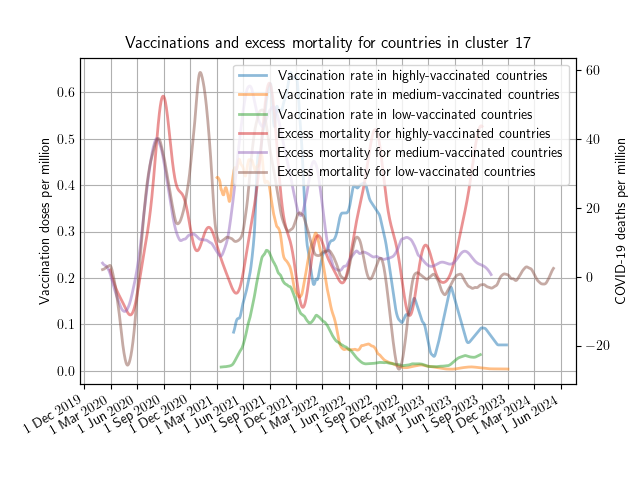 Vaccinations and excess mortality for countries in cluster 17
Vaccination rate in highly-vaccinated countries
Vaccination rate in medium-vaccinated countries
Vaccination rate in low-vaccinated countries
Excess mortality for highly-vaccinated countries
Excess mortality for medium-vaccinated countries
Excess mortality for low-vaccinated countries
Vaccination doses per million
0.6
0.5
0.4
0.3
0.2
0.1
0.0
60
40
20
0
−20
COVID-19 deaths per million
1 Dec 2019
1 Mar 2020
1 Jun 2020
1 Sep 2020
1 Dec 2020
1 Mar 2021
1 Jun 2021
1 Sep 2021
1 Dec 2021
1 Mar 2022
1 Jun 2022
1 Sep 2022
1 Dec 2022
1 Mar 2023
1 Jun 2023
1 Sep 2023
1 Dec 2023
1 Mar 2024
1 Jun 2024